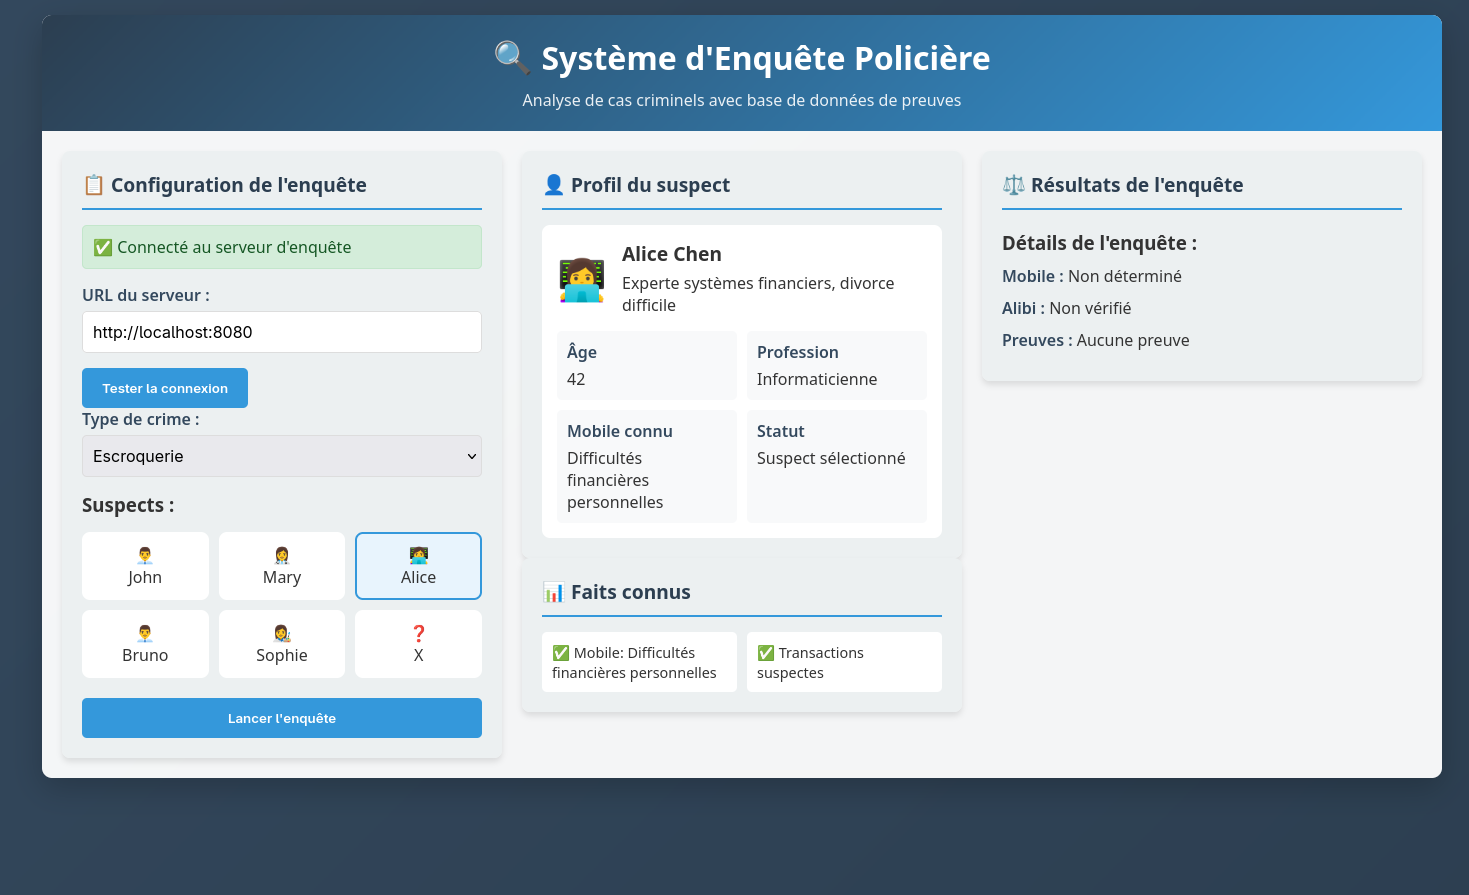 🔍 Système d'Enquête Policière
Analyse de cas criminels avec base de données de preuves
📋 Configuration de l'enquête
✅ Connecté au serveur d'enquête
URL du serveur :
http://localhost:8080
Tester la connexion
Type de crime :
Escroquerie
Suspects :
John
Mary
Alice
Bruno
Sophie
❓
X
Lancer l'enquête
👤 Profil du suspect
Alice Chen
Experte systèmes financiers, divorce
difficile
Âge
42
Profession
Informaticienne
Mobile connu
Difficultés
financières
personnelles
Statut
Suspect sélectionné
📊 Faits connus
✅ Mobile: Difficultés
financières personnelles
✅ Transactions
suspectes
⚖️ Résultats de l'enquête
Détails de l'enquête :
Mobile : Non déterminé
Alibi : Non vérifié
Preuves : Aucune preuve